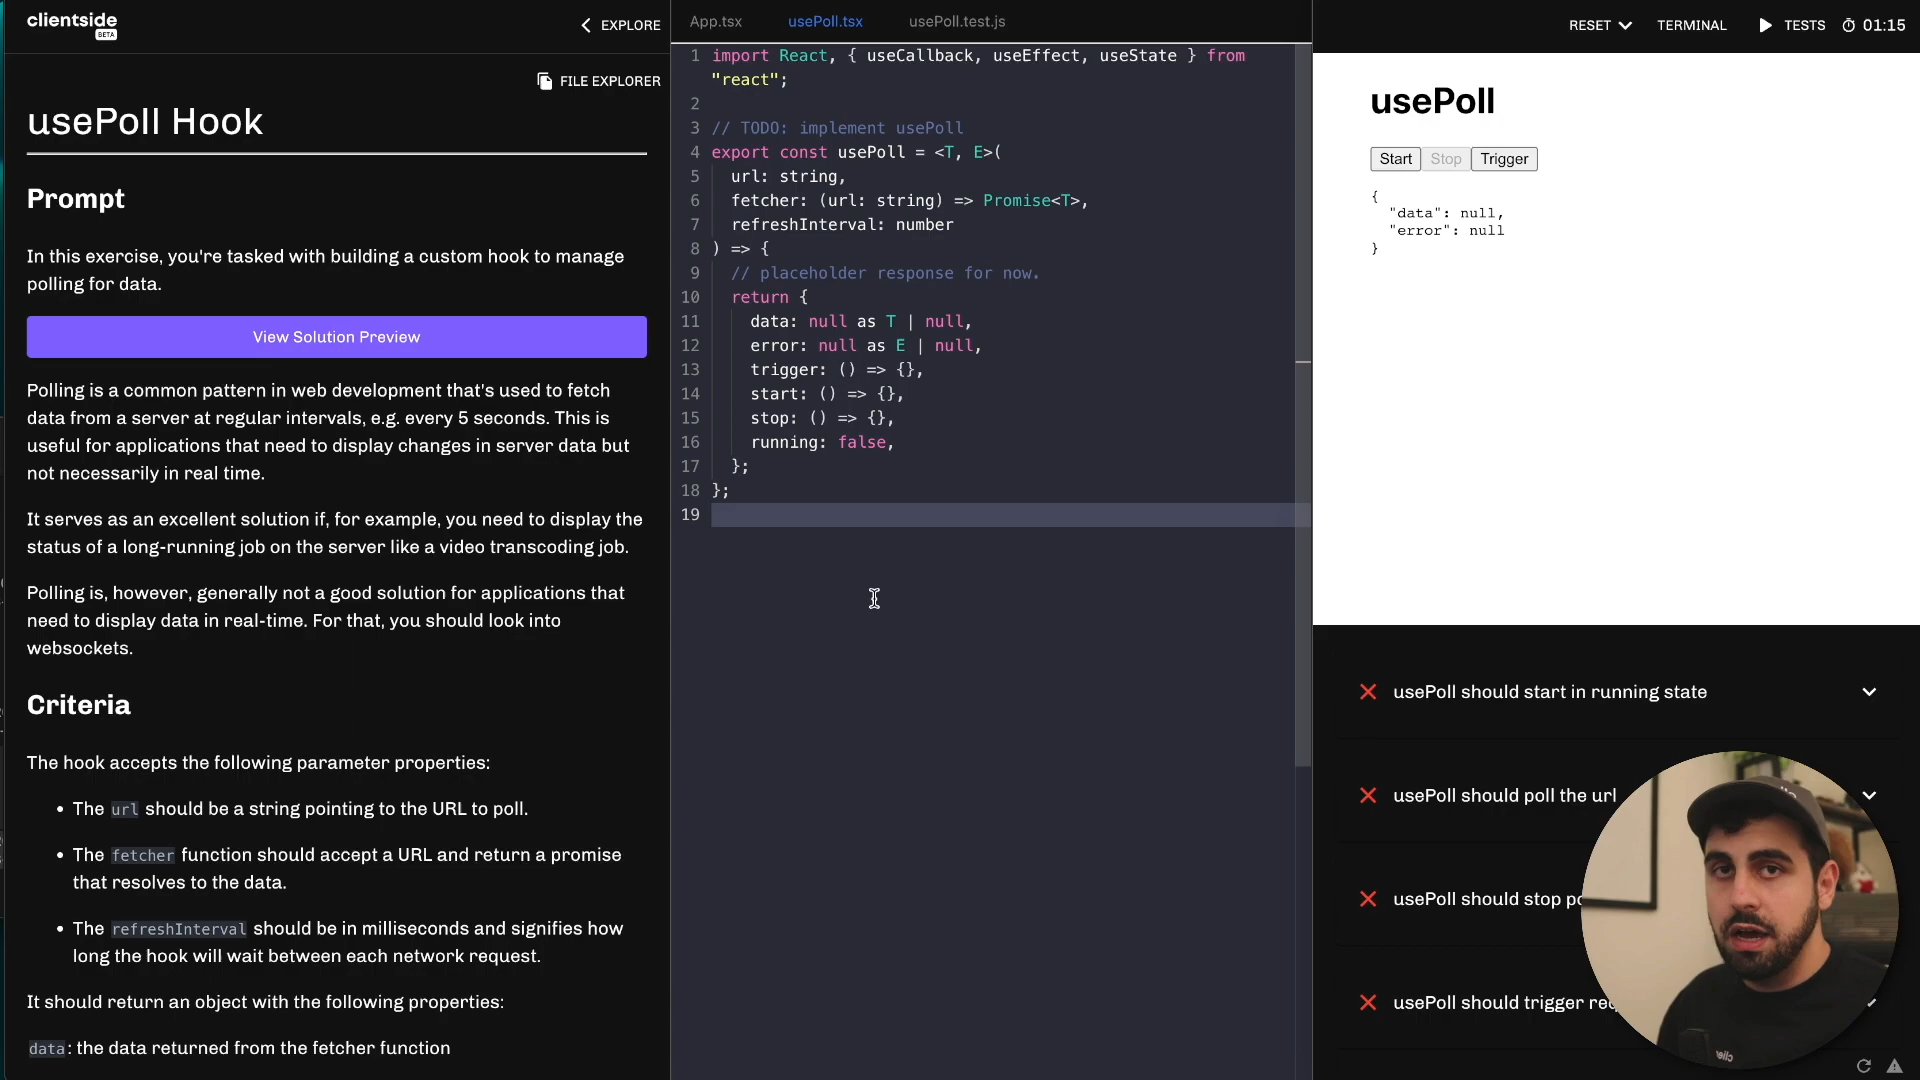 clientside
BETA
EXPLORE
FILE EXPLORER
usePoll Hook
Prompt
In this exercise, you're tasked with building a custom hook to manage
polling for data.
View Solution Preview
Polling is a common pattern in web development that's used to fetch
data from a server at regular intervals, e.g. every 5 seconds. This is
useful for applications that need to display changes in server data but
not necessarily in real time.
It serves as an excellent solution if, for example, you need to display the
status of a long-running job on the server like a video transcoding job.
Polling is, however, generally not a good solution for applications that
need to display data in real-time. For that, you should look into
websockets.
Criteria
The hook accepts the following parameter properties:
• The url should be a string pointing to the URL to poll.
• The fetcher function should accept a URL and return a promise
that resolves to the data.
• The refreshInterval should be in milliseconds and signifies how
long the hook will wait between each network request.
It should return an object with the following properties:
data: the data returned from the fetcher function
App.tsx
usePoll.tsx
usePoll.test.js
1 import React, { useCallback, useEffect, useState } from
"react";
2
3 // TODO: implement usePoll
4 export const usePoll = <T, E>(
5 url: string,
6 fetcher: (url: string) => Promise<T>,
7 refreshInterval: number
8 ) => {
9 // placeholder response for now.
10 return {
11 data: null as T | null,
12 error: null as E | null,
13 trigger: () => {},
14 start: () => {},
15 stop: () => {},
16 running: false,
17 };
18 };
19
RESET
TERMINAL
TESTS
01:15
usePoll
Start Stop Trigger
{
"data": null,
"error": null
}
usePoll should start in running state
usePoll should poll the url
usePoll should stop
usePoll should trigger